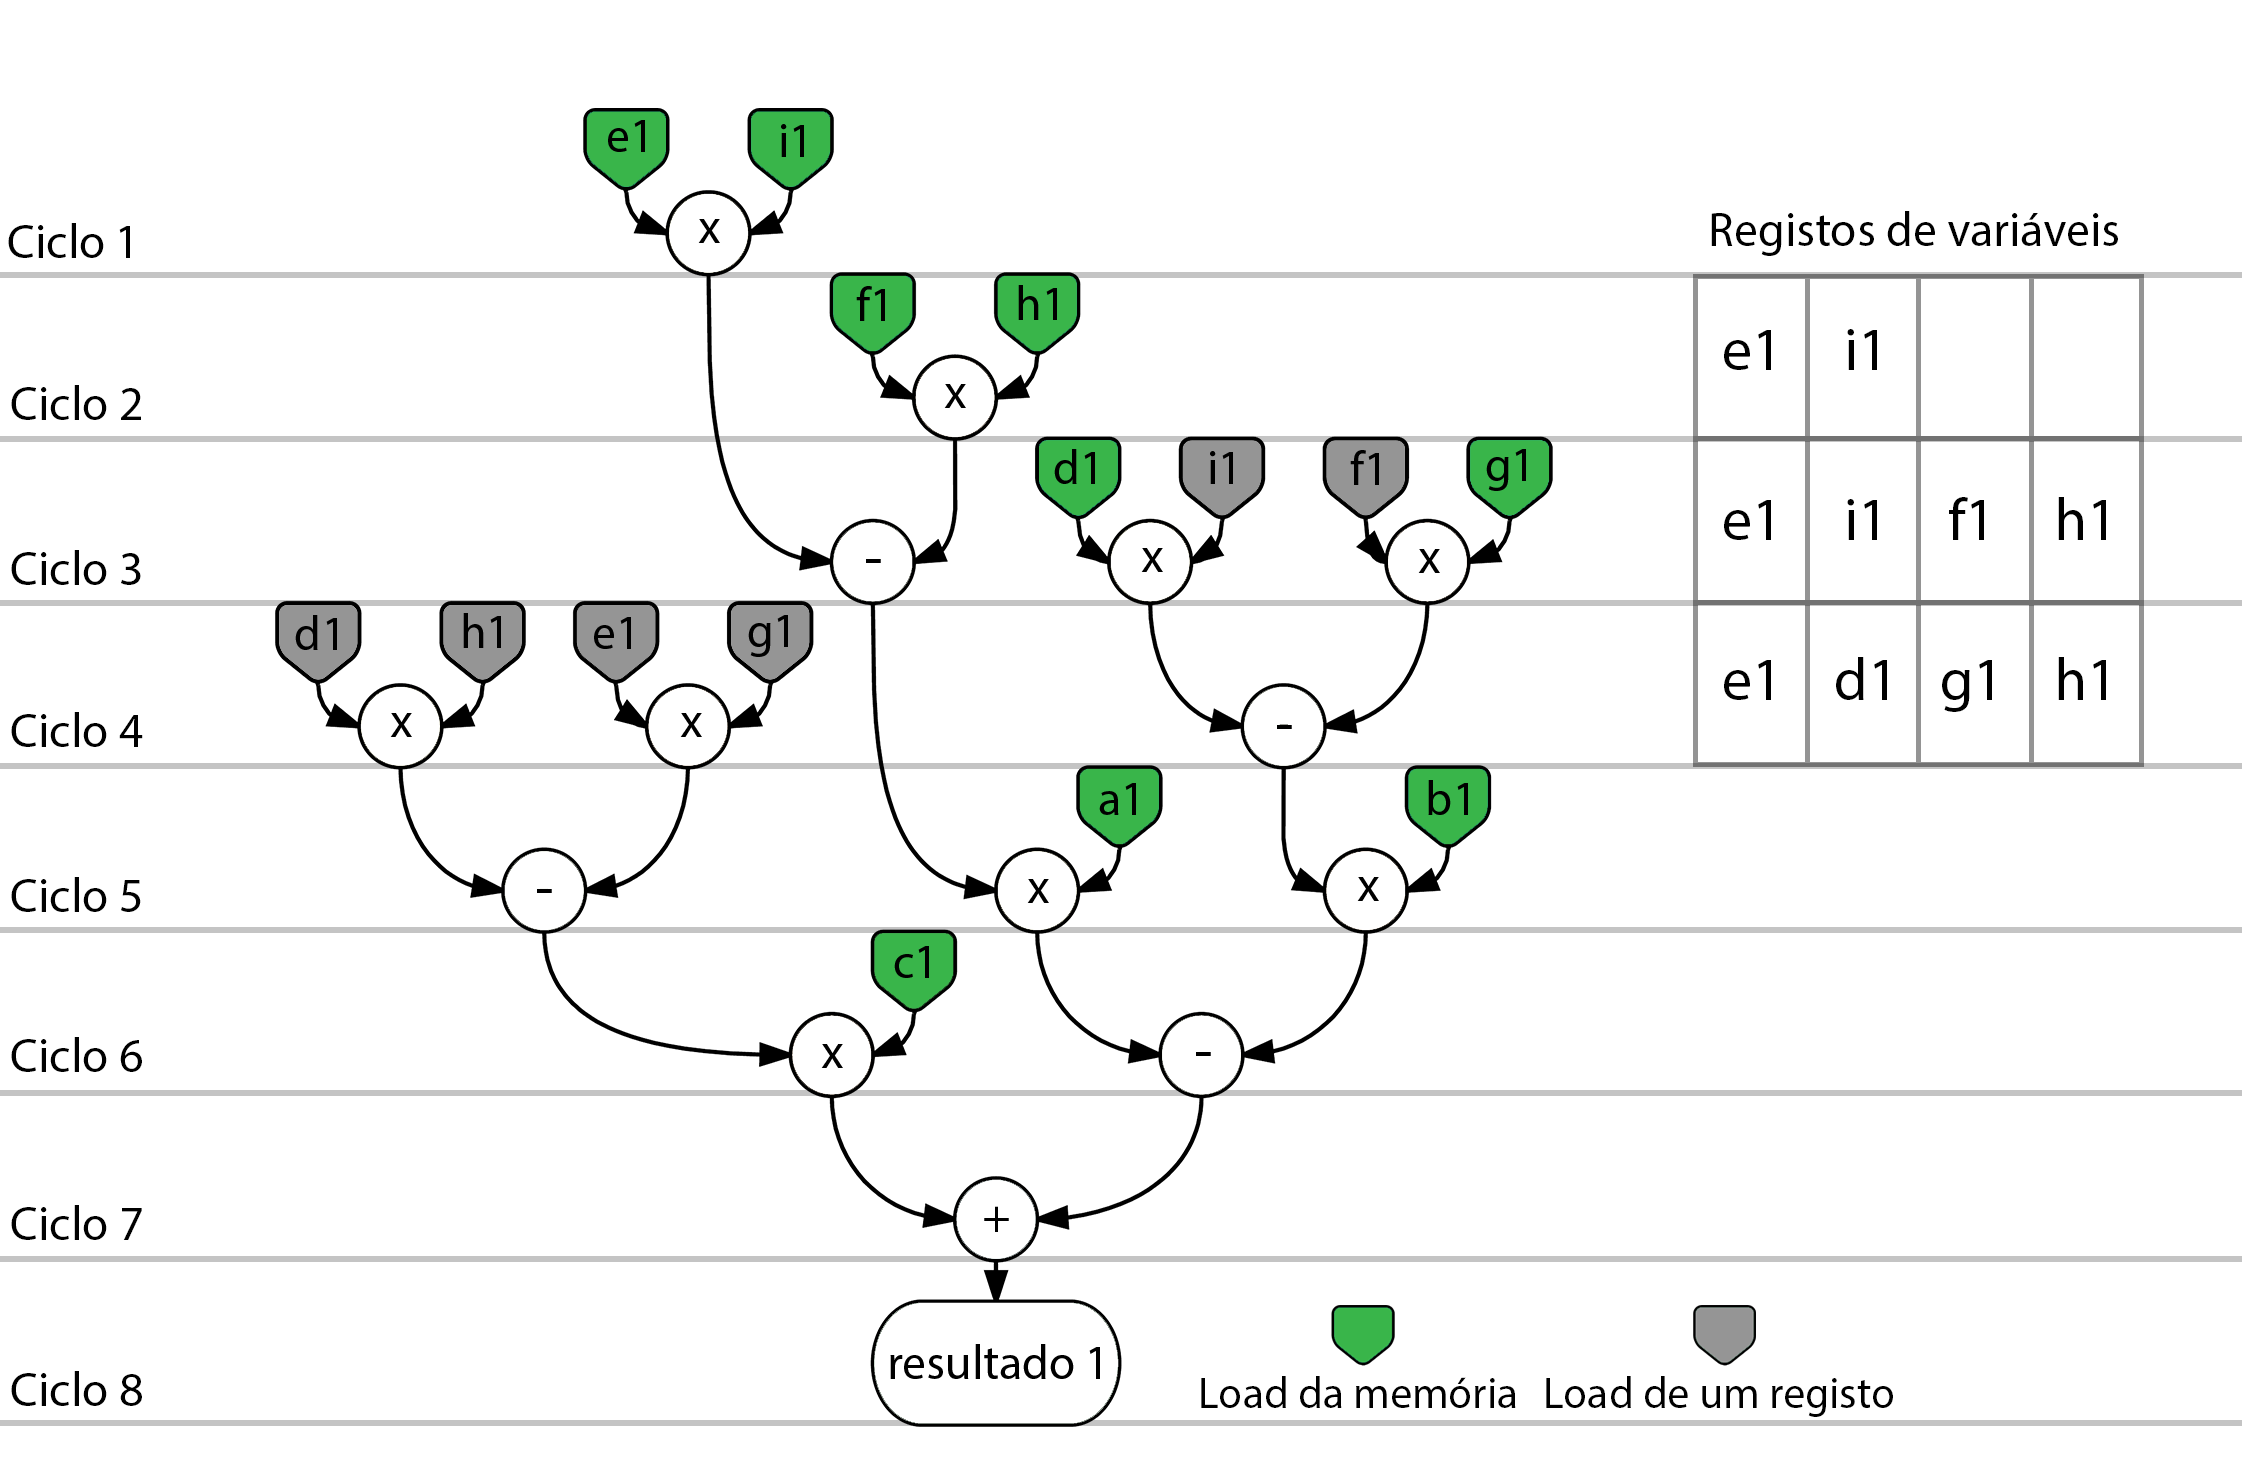 e1 i1
Ciclo 1 x Registos de variáveis
f1 h1 e1 i1
Ciclo 2 x
d1 i1 f1 g1
e1 i1 f1 h1
Ciclo 3 - x x
d1 h1 e1 g1
e1 d1 g1 h1
Ciclo 4 x x -
a1 b1
Ciclo 5 - x x
c1
Ciclo 6 x -
Ciclo 7 +
resultado 1
Ciclo 8 Load da memória Load de um registo